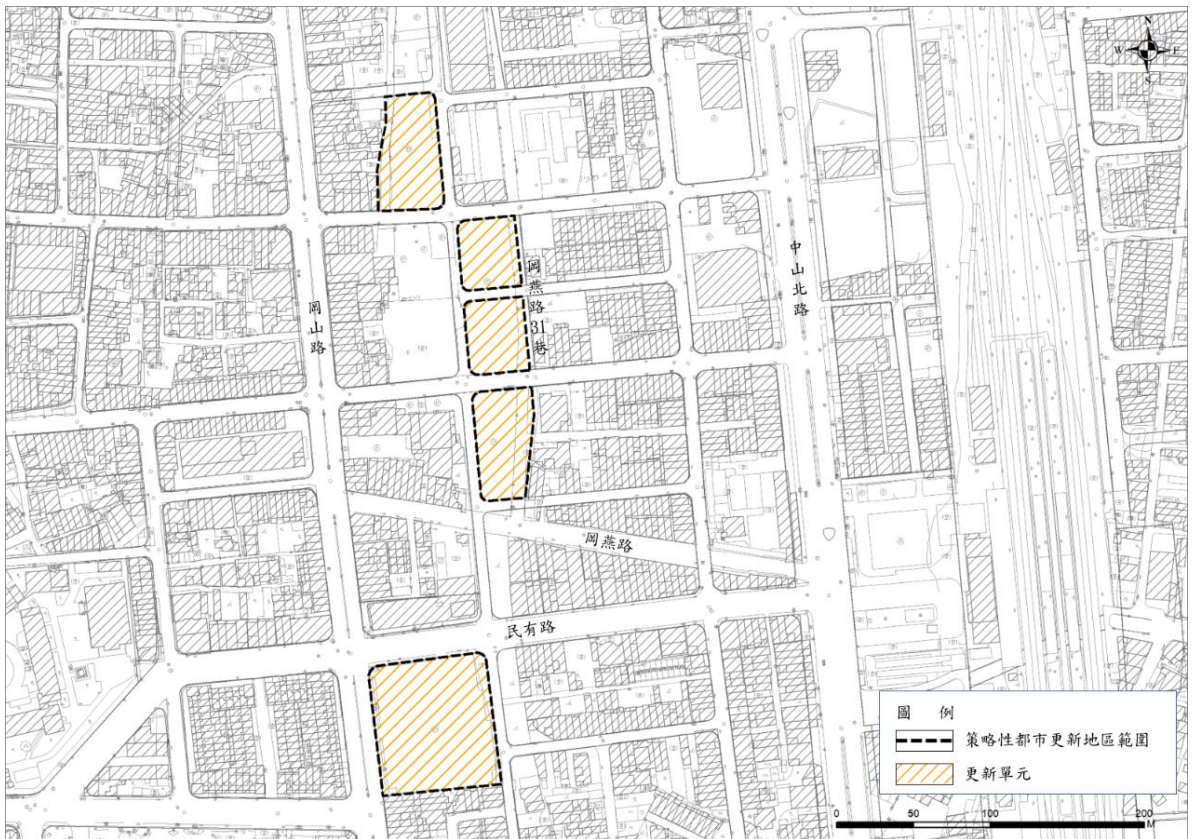 N
W E
S
岡山路
岡燕路31巷
中山北路
岡燕路
民有路
圖 例
策略性都市更新地區範圍
更新單元
0 50 100 200
M